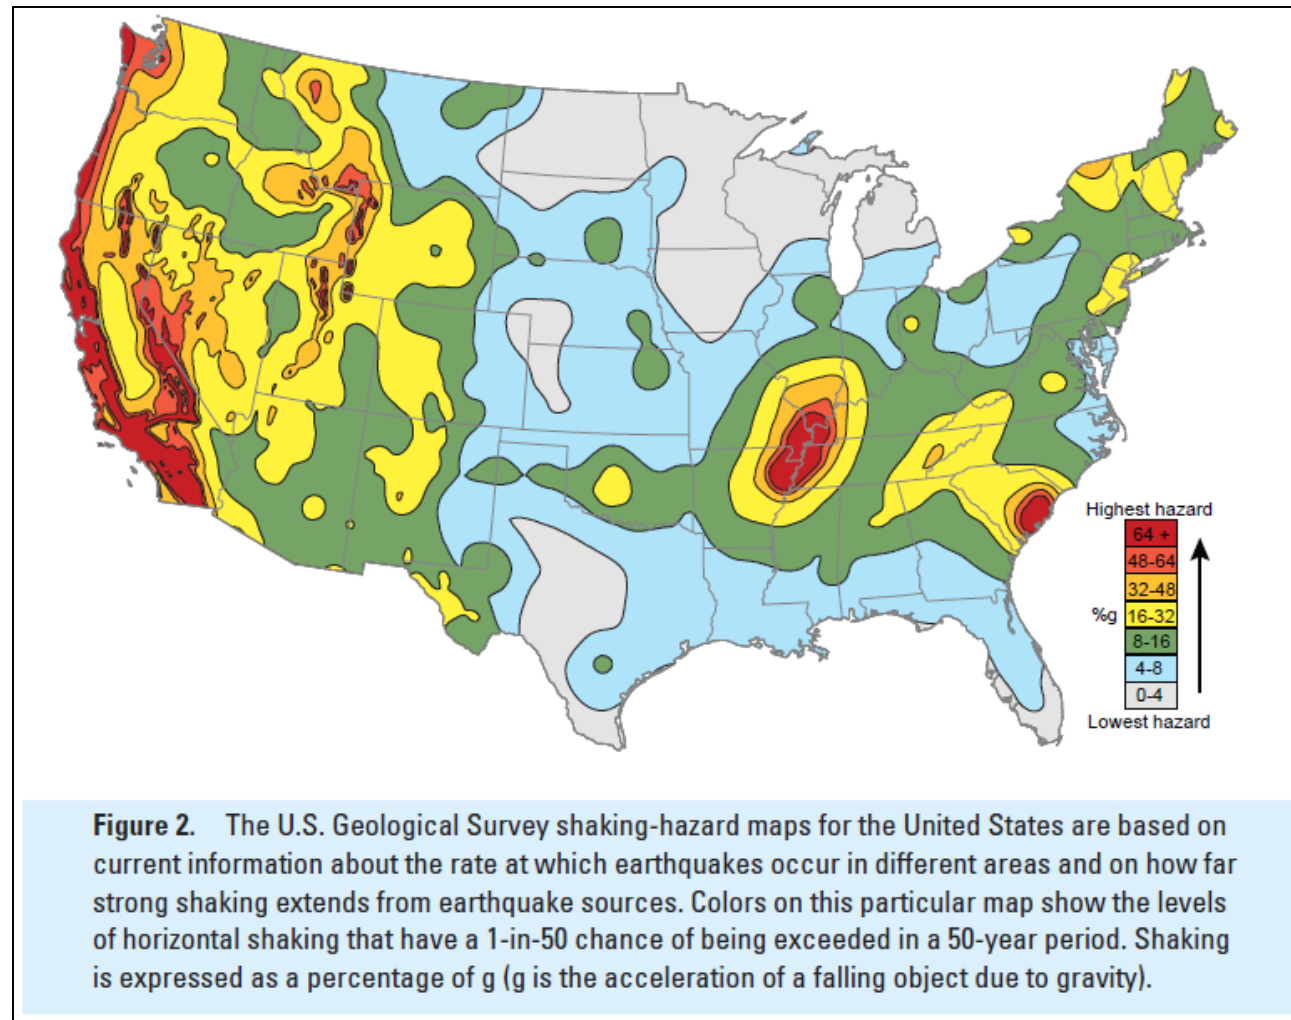 Highest hazard
64 +
48-64
32-48
%g 16-32
8-16
4-8
0-4
Lowest hazard
Figure 2. The U.S. Geological Survey shaking-hazard maps for the United States are based on
current information about the rate at which earthquakes occur in different areas and on how far
strong shaking extends from earthquake sources. Colors on this particular map show the levels
of horizontal shaking that have a 1-in-50 chance of being exceeded in a 50-year period. Shaking
is expressed as a percentage of g (g is the acceleration of a falling object due to gravity).